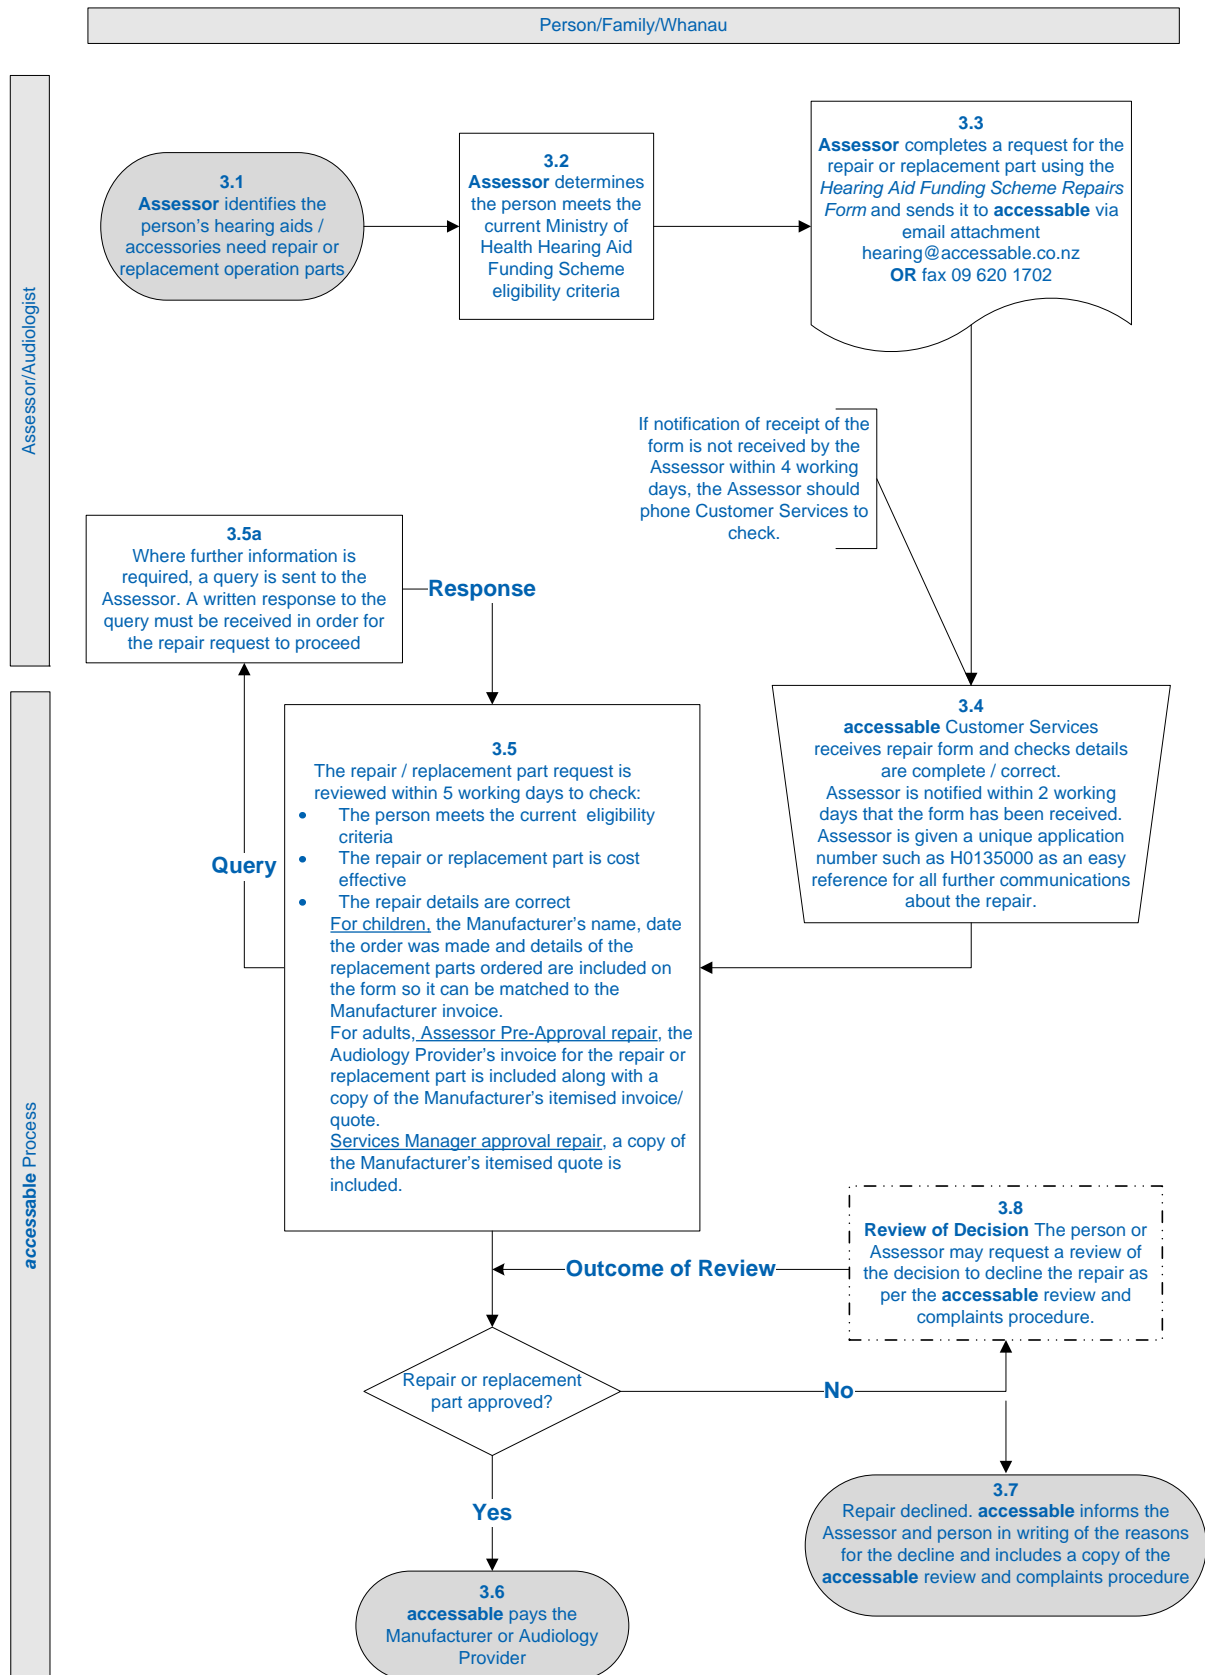 Person/Family/Whanau
Assessor/Audiologist
3.1
Assessor identifies the
person's hearing aids /
accessories need repair or
replacement operation parts
3.2
Assessor determines
the person meets the
current Ministry of
Health Hearing Aid
Funding Scheme
eligibility criteria
3.3
Assessor completes a request for the
repair or replacement part using the
Hearing Aid Funding Scheme Repairs
Form and sends it to accessable via
email attachment
hearing@accessable.co.nz
OR fax 09 620 1702
If notification of receipt of the
form is not received by the
Assessor within 4 working
days, the Assessor should
phone Customer Services to
check.
3.5a
Where further information is
required, a query is sent to the
Assessor. A written response to the
query must be received in order for
the repair request to proceed
Response
accessable Process
3.4
accessable Customer Services
receives repair form and checks details
are complete / correct.
Assessor is notified within 2 working
days that the form has been received.
Assessor is given a unique application
number such as H0135000 as an easy
reference for all further communications
about the repair.
Query
3.5
The repair / replacement part request is
reviewed within 5 working days to check:
• The person meets the current eligibility
criteria
• The repair or replacement part is cost
effective
• The repair details are correct
For children, the Manufacturer's name, date
the order was made and details of the
replacement parts ordered are included on
the form so it can be matched to the
Manufacturer invoice.
For adults, Assessor Pre-Approval repair, the
Audiology Provider's invoice for the repair or
replacement part is included along with a
copy of the Manufacturer's itemised invoice/
quote.
Services Manager approval repair, a copy of
the Manufacturer's itemised quote is
included.
3.8
Review of Decision The person or
Assessor may request a review of
the decision to decline the repair as
per the accessable review and
complaints procedure.
Outcome of Review
Repair or replacement
part approved?
No
Yes
3.7
Repair declined. accessable informs the
Assessor and person in writing of the reasons
for the decline and includes a copy of the
accessable review and complaints procedure
3.6
accessable pays the
Manufacturer or Audiology
Provider